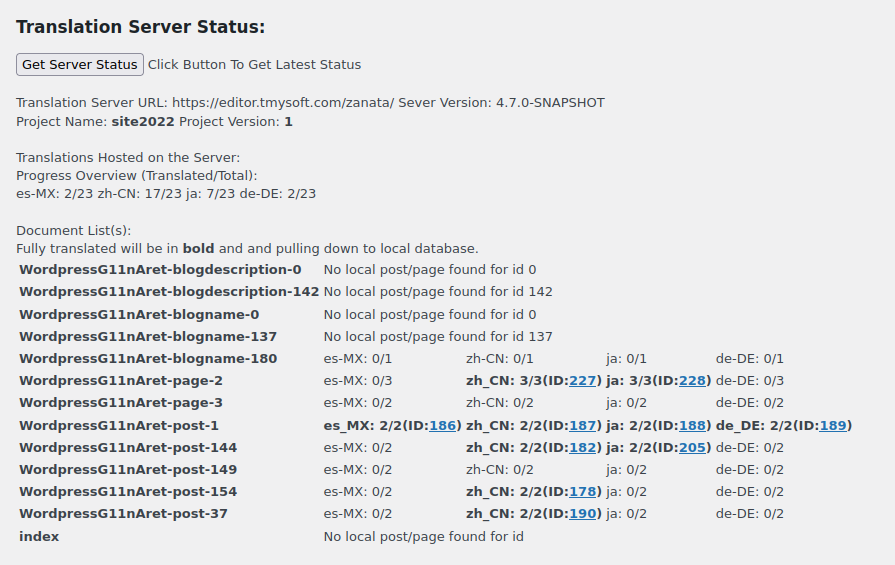 Translation Server Status:
Get Server Status Click Button To Get Latest Status
Translation Server URL: https://editor.tmysoft.com/zanata/ Sever Version: 4.7.0-SNAPSHOT
Project Name: site2022 Project Version: 1
Translations Hosted on the Server:
Progress Overview (Translated/Total):
es-MX: 2/23 zh-CN: 17/23 ja: 7/23 de-DE: 2/23
Document List(s):
Fully translated will be in bold and and pulling down to local database.
WordpressG11nAret-blogdescription-0 No local post/page found for id 0
WordpressG11nAret-blogdescription-142 No local post/page found for id 142
WordpressG11nAret-blogname-0 No local post/page found for id 0
WordpressG11nAret-blogname-137 No local post/page found for id 137
WordpressG11nAret-blogname-180 es-MX: 0/1 zh-CN: 0/1 ja: 0/1 de-DE: 0/1
WordpressG11nAret-page-2 es-MX: 0/3 zh_CN: 3/3(ID:227) ja: 3/3(ID:228) de-DE: 0/3
WordpressG11nAret-page-3 es-MX: 0/2 zh-CN: 0/2 ja: 0/2 de-DE: 0/2
WordpressG11nAret-post-1 es_MX: 2/2(ID:186) zh_CN: 2/2(ID:187) ja: 2/2(ID:188) de_DE: 2/2(ID:189)
WordpressG11nAret-post-144 es-MX: 0/2 zh_CN: 2/2(ID:182) ja: 2/2(ID:205) de-DE: 0/2
WordpressG11nAret-post-149 es-MX: 0/2 zh-CN: 0/2 ja: 0/2 de-DE: 0/2
WordpressG11nAret-post-154 es-MX: 0/2 zh_CN: 2/2(ID:178) ja: 0/2 de-DE: 0/2
WordpressG11nAret-post-37 es-MX: 0/2 zh_CN: 2/2(ID:190) ja: 0/2 de-DE: 0/2
index No local post/page found for id